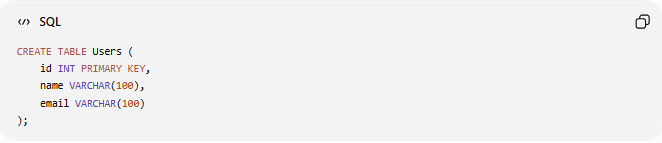 </> SQL
CREATE TABLE Users (
    id INT PRIMARY KEY,
    name VARCHAR(100),
    email VARCHAR(100)
);